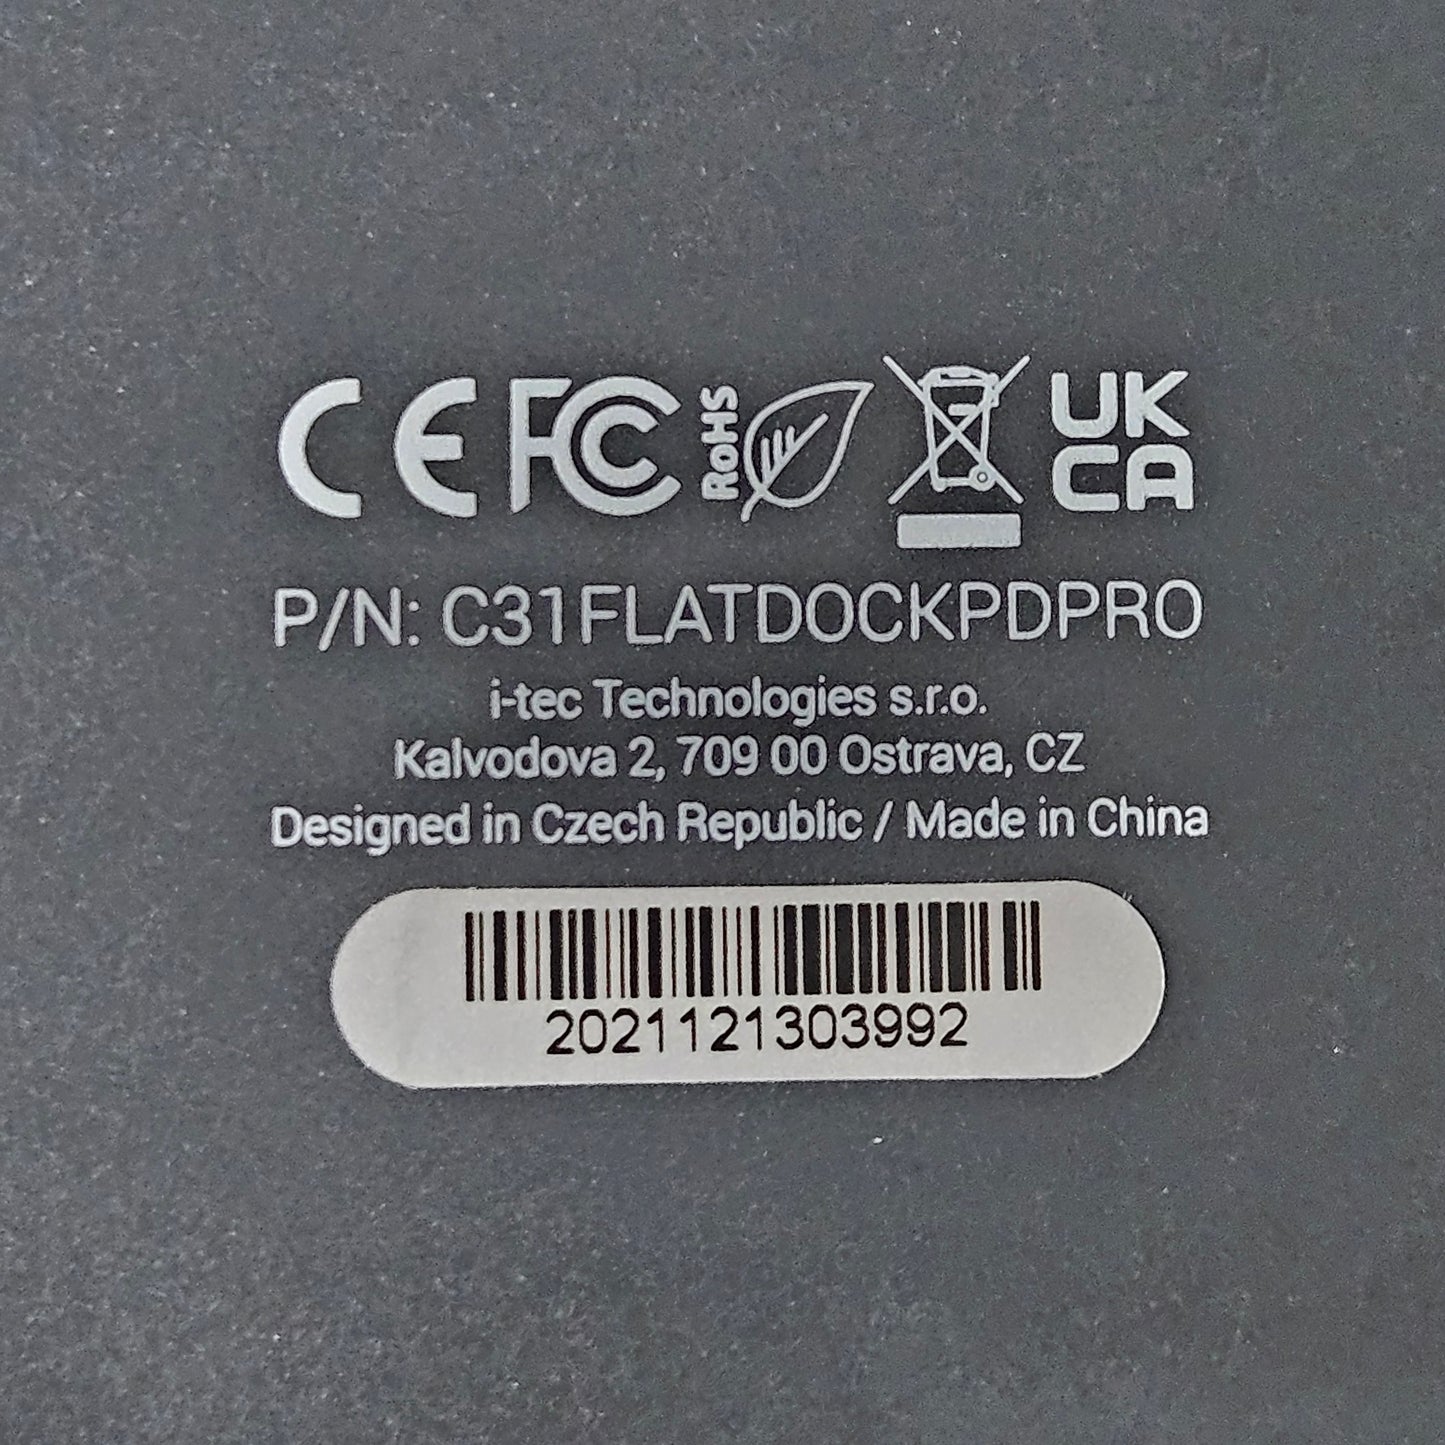 CE FC RoHS UK
CA
P/N: C31FLATDOCKPDPRO
i-tec Technologies s.r.o.
Kalvodova 2, 709 00 Ostrava, CZ
Designed in Czech Republic / Made in China
2021121303992